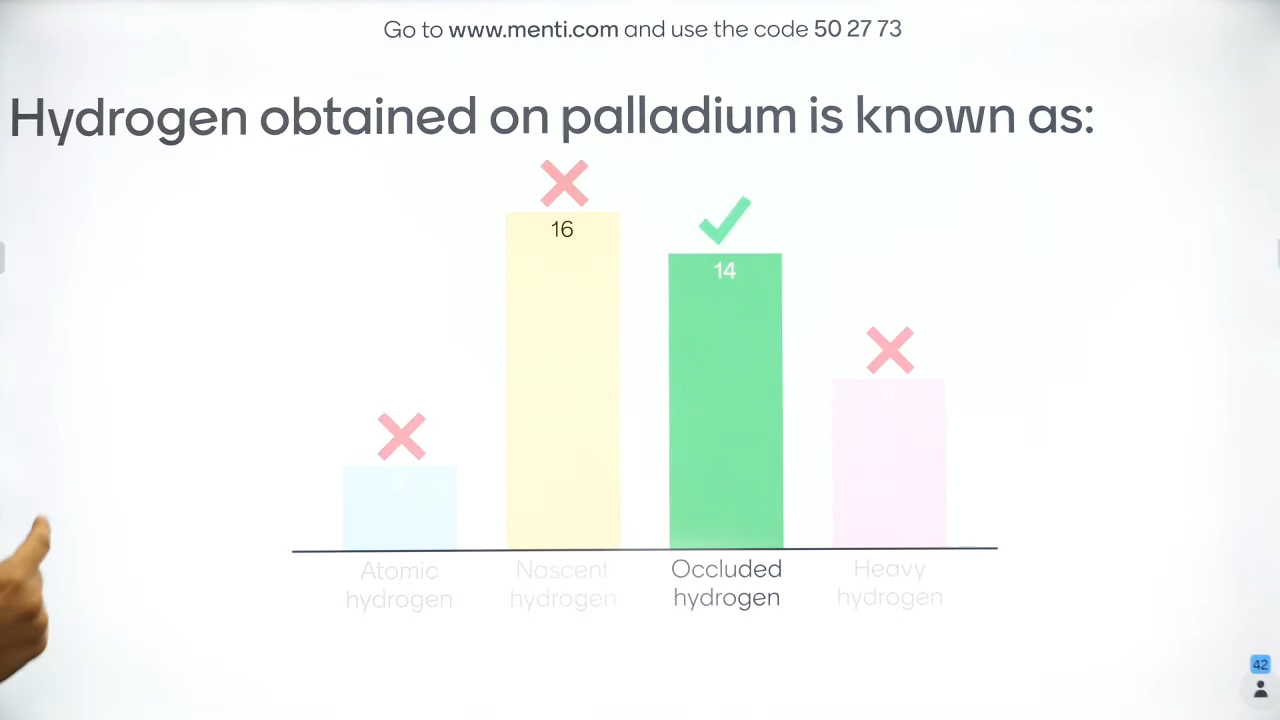 Go to www.menti.com and use the code 50 27 73
Hydrogen obtained on palladium is known as:
16
14
8
Atomic
hydrogen
Nascent
hydrogen
Occluded
hydrogen
Heavy
hydrogen
42